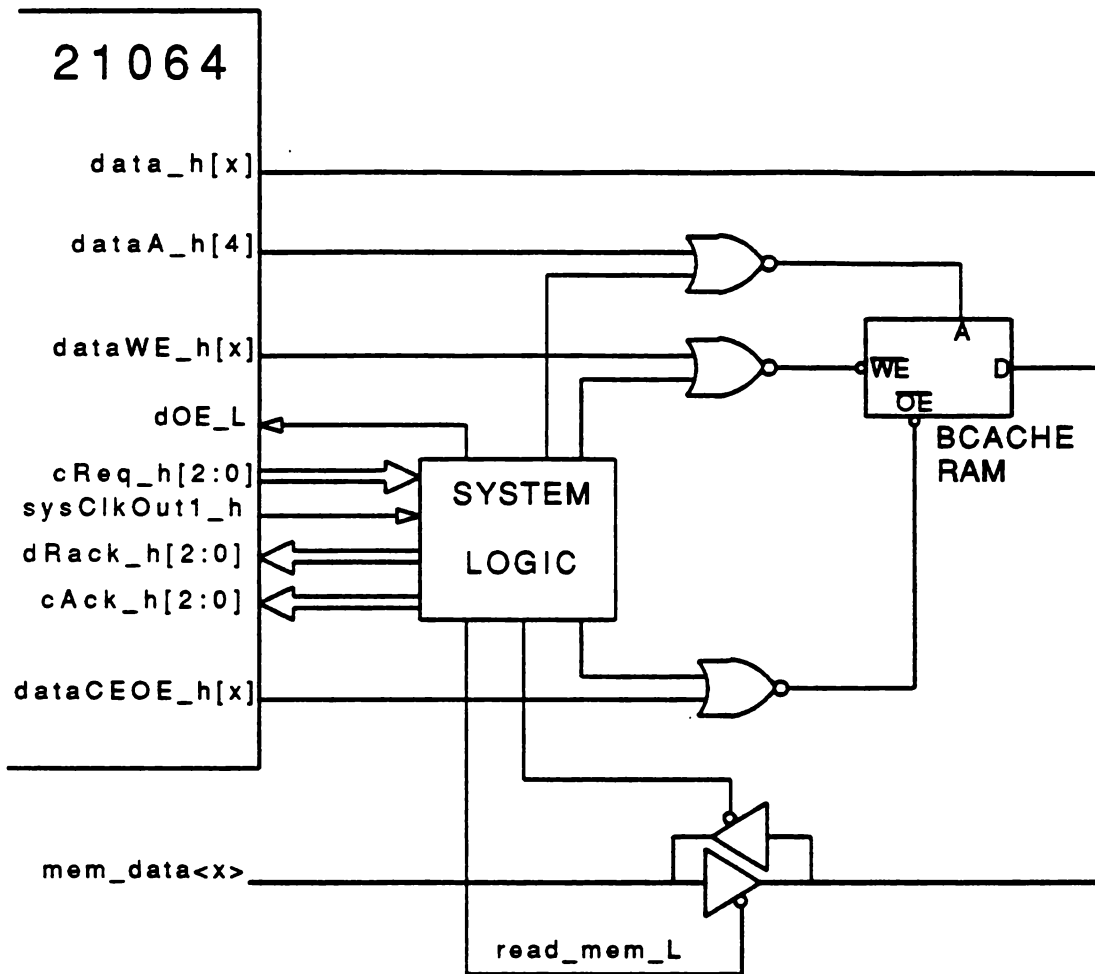 21064
data_h[x]
dataA_h[4]
dataWE_h[x]
dOE_L
cReq_h[2:0]
sysClkOut1_h
dRack_h[2:0]
cAck_h[2:0]
dataCEOE_h[x]
SYSTEM
LOGIC
A
WE
D
OE
BCACHE
RAM
mem_data<x>
read_mem_L